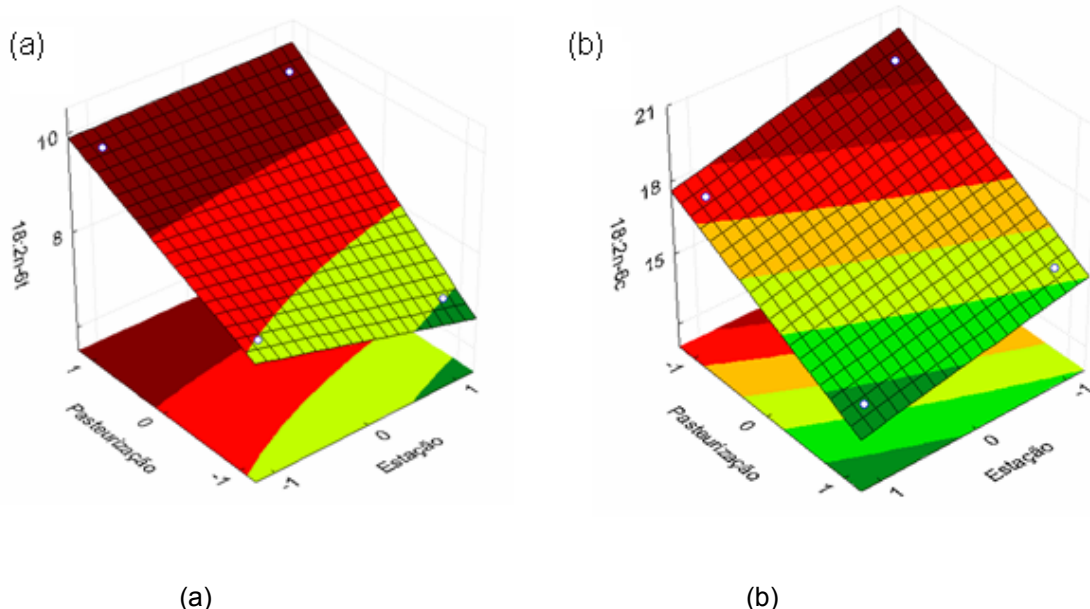 (a)
10
8
18:2n-6t
1
0
-1
Pasteurização
-1
0
1
Estação
(b)
21
18
15
18:2n-6c
-1
0
1
Pasteurização
1
0
-1
Estação
(a)
(b)